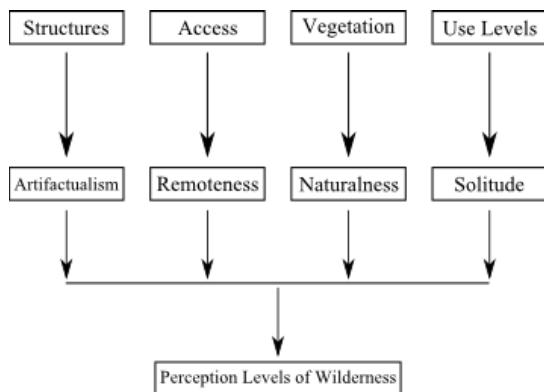 Structures
Access
Vegetation
Use Levels
Artifactualism
Remoteness
Naturalness
Solitude
Perception Levels of Wilderness